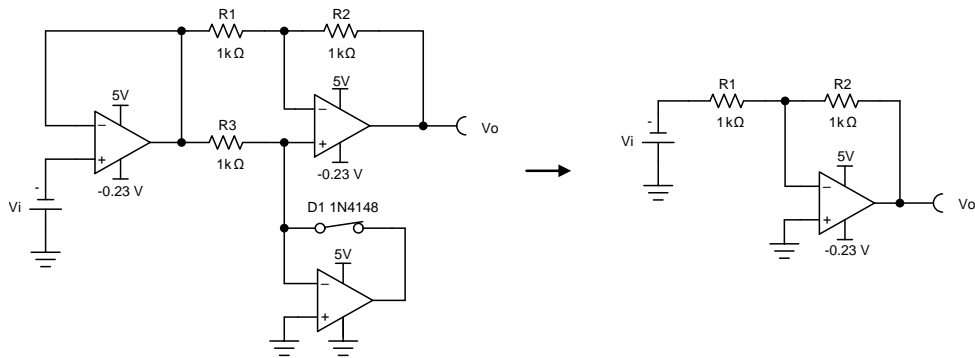 R1
R2
1kΩ
1kΩ
5V
5V
−
+
R3
−
+
Vo
1kΩ
-0.23 V
-0.23 V
-
Vi
D1 1N4148
5V
−
+
R1
R2
1kΩ
1kΩ
-
Vi
5V
−
+
Vo
-0.23 V